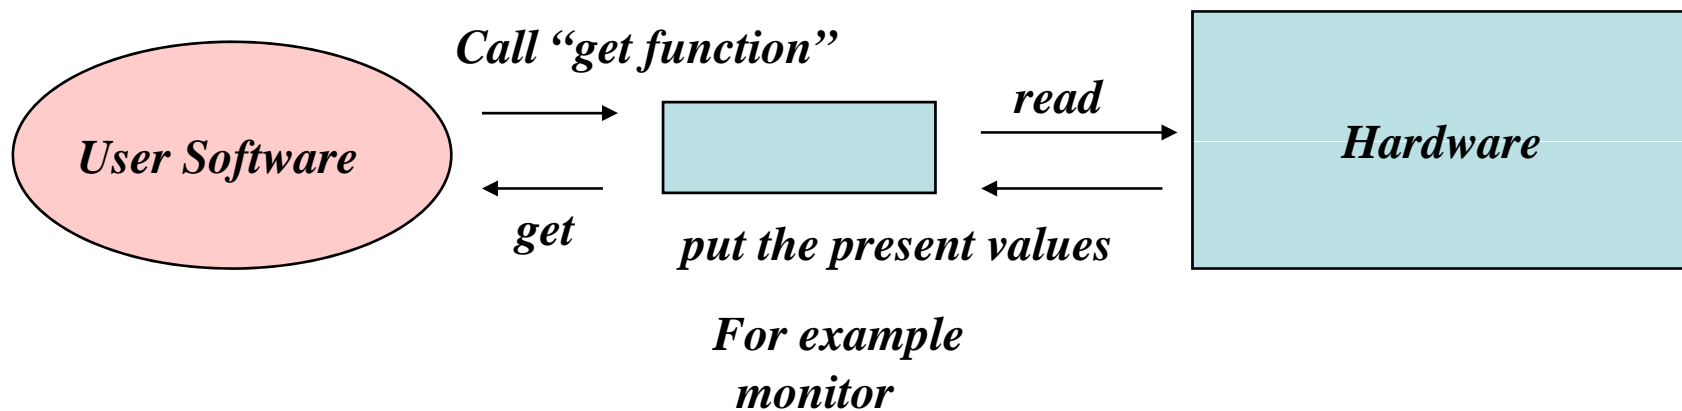 Call “get function”
read
User Software
Hardware
get
put the present values
For example
monitor